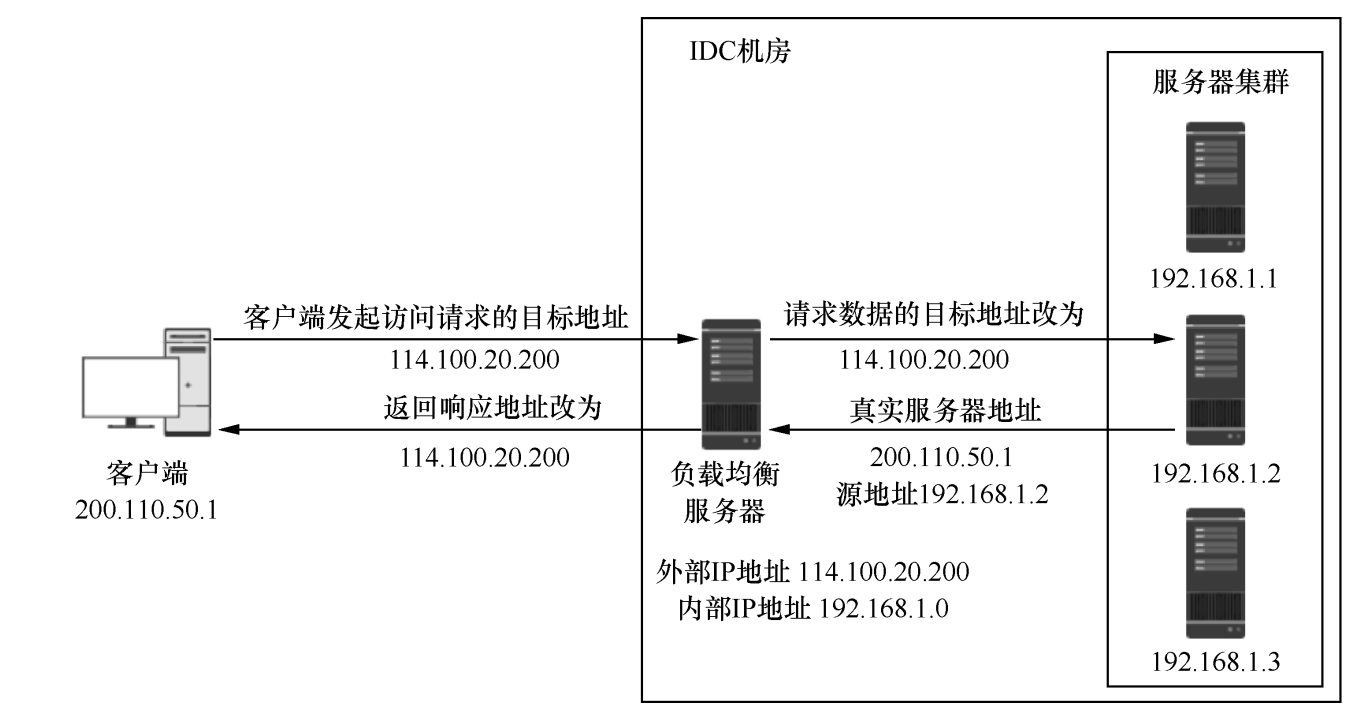 IDC机房
服务器集群
192.168.1.1
客户端发起访问请求的目标地址
114.100.20.200
请求数据的目标地址改为
114.100.20.200
返回响应地址改为
114.100.20.200
真实服务器地址
200.110.50.1
源地址192.168.1.2
192.168.1.2
客户端
200.110.50.1
负载均衡
服务器
外部IP地址 114.100.20.200
内部IP地址 192.168.1.0
192.168.1.3